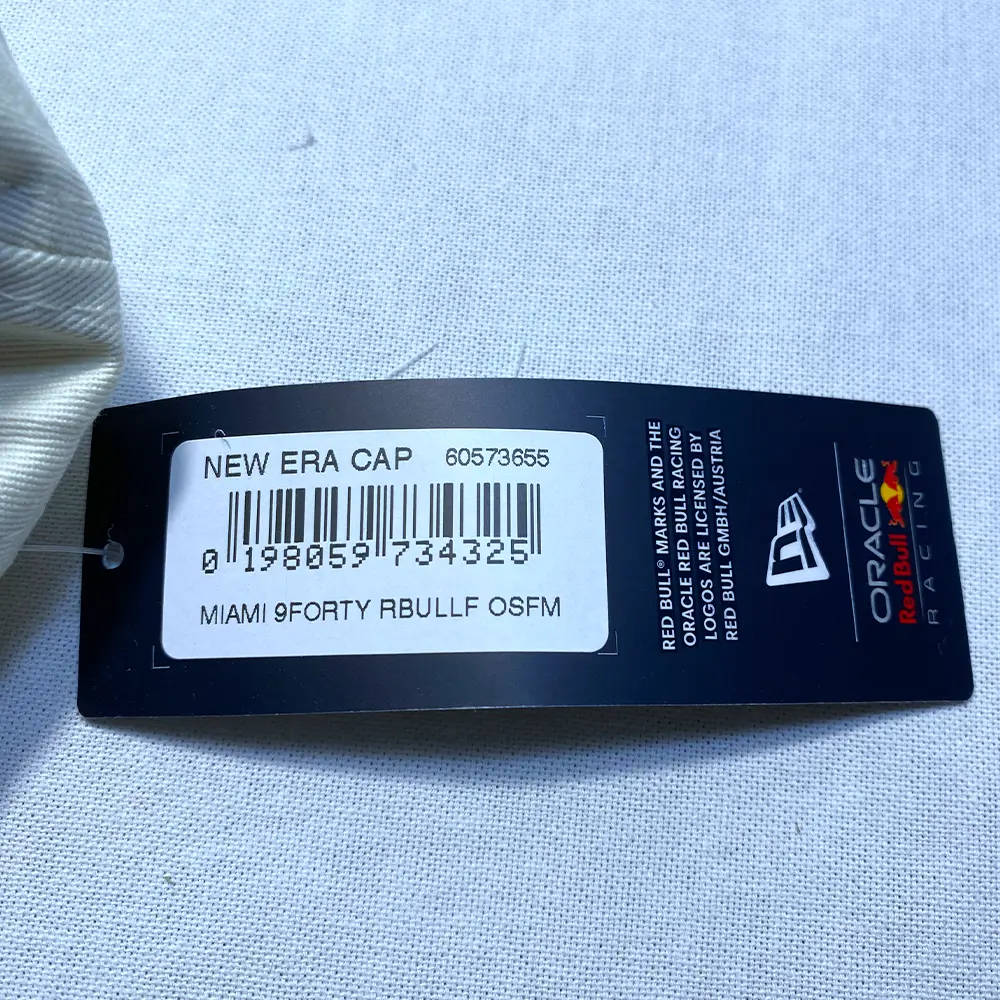 NEW ERA CAP 60573655
0 198059 734325
MIAMI 9FORTY RBULLF OSFM
RED BULL® MARKS AND THE
ORACLE RED BULL RACING
LOGOS ARE LICENSED BY
RED BULL GMBH/AUSTRIA
ORACLE
Red Bull
RACING